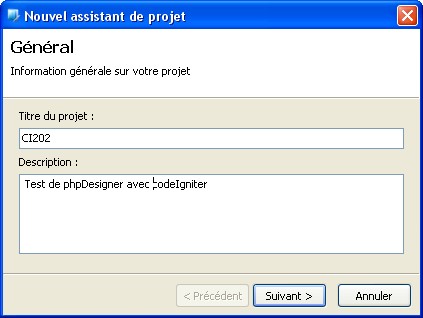 Nouvel assistant de projet
Général
Information générale sur votre projet
Titre du projet :
CI202
Description :
Test de phpDesigner avec codeIgniter
< Précédent Suivant > Annuler